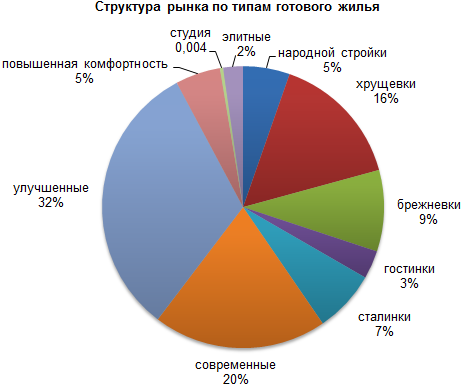 Структура рынка по типам готового жилья
народной стройки
5%
хрущевки
16%
брежневки
9%
гостинки
3%
сталинки
7%
современные
20%
улучшенные
32%
повышенная комфортность
5%
студия
0,004
элитные
2%